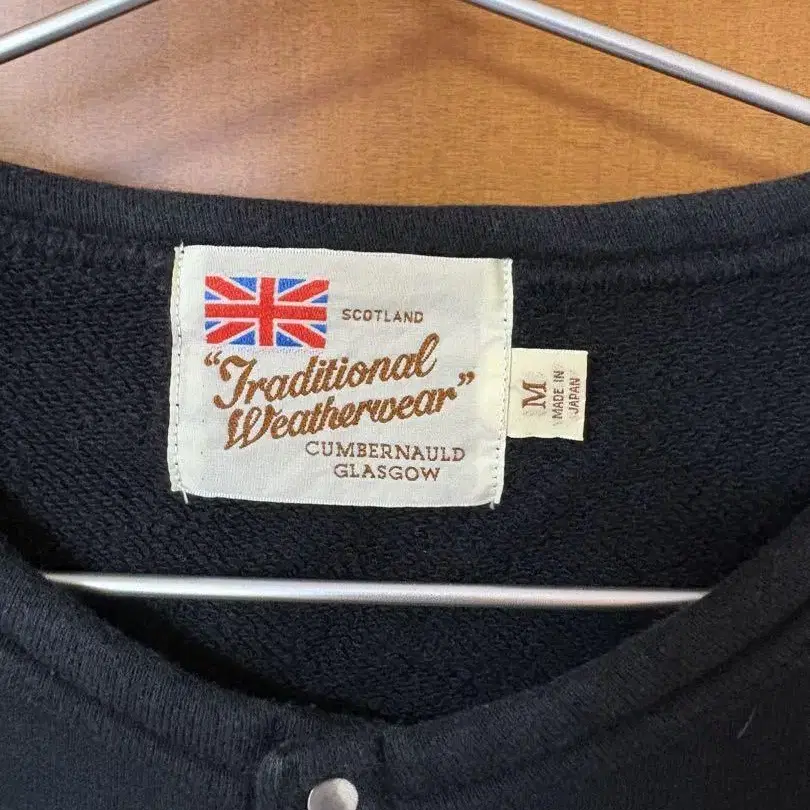 SCOTLAND
"Traditional
Weatherwear"
CUMBERNAULD
GLASGOW
M
MADE IN
JAPAN